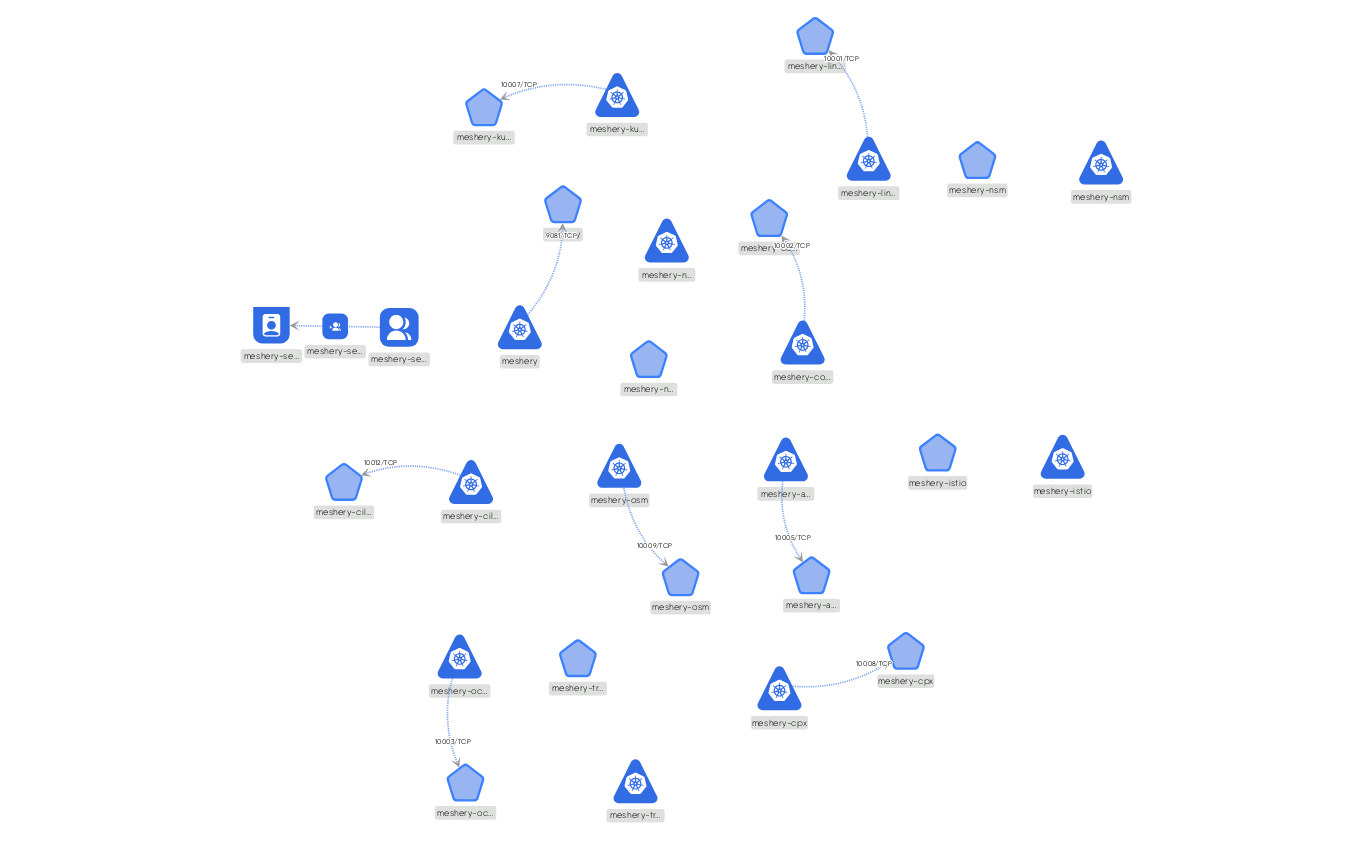 10001/TCP
meshery-lin...
10007/TCP
meshery-ku...
meshery-ku...
meshery-lin...
meshery-nsm
meshery-nsm
9081/TCP/
10002/TCP
meshery-n...
meshery-se...
meshery-se...
meshery-se...
meshery
meshery-co...
meshery-n...
10012/TCP
meshery-cil...
meshery-cil...
meshery-osm
meshery-a...
meshery-istio
meshery-istio
10009/TCP
10005/TCP
meshery-osm
meshery-a...
10008/TCP
meshery-oc...
meshery-tr...
meshery-cpx
meshery-cpx
10003/TCP
meshery-oc...
meshery-tr...